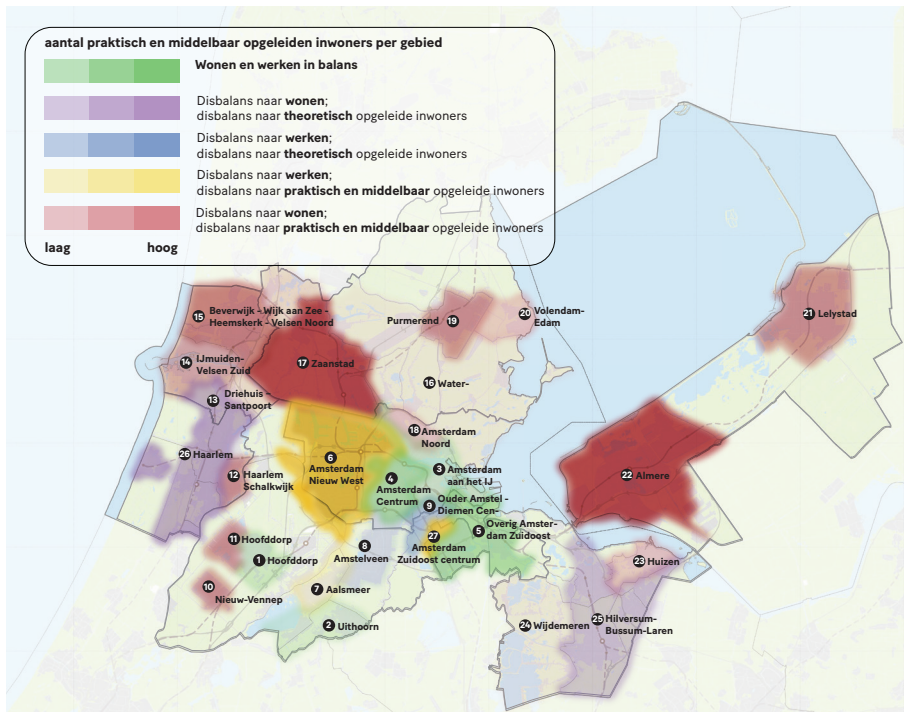 aantal praktisch en middelbaar opgeleiden inwoners per gebied
Wonen en werken in balans
Disbalans naar wonen;
disbalans naar theoretisch opgeleide inwoners
Disbalans naar werken;
disbalans naar theoretisch opgeleide inwoners
Disbalans naar werken;
disbalans naar praktisch en middelbaar opgeleide inwoners
Disbalans naar wonen;
disbalans naar praktisch en middelbaar opgeleide inwoners
laag hoog
15 Beverwijk - Wijk aan Zee -
Heemskerk - Velsen Noord
Purmerend 19
20 Volendam-
Edam
21 Lelystad
14 IJmuiden-
Velsen Zuid
17 Zaanstad
16 Water-
13 Driehuis -
Santpoort
18 Amsterdam
Noord
26 Haarlem
12 Haarlem
Schalkwijk
6
Amsterdam
Nieuw West
4
Amsterdam
Centrum
3 Amsterdam
aan het IJ
22 Almere
9 Ouder Amstel -
Diemen Cen-
5 Overig Amster-
dam Zuidoost
27
Amsterdam
Zuidoost centrum
8
Amstelveen
11 Hoofddorp
1 Hoofddorp
23 Huizen
10
Nieuw-Vennep
7 Aalsmeer
2 Uithoorn
24 Wijdemeren
25 Hilversum-
Bussum-Laren